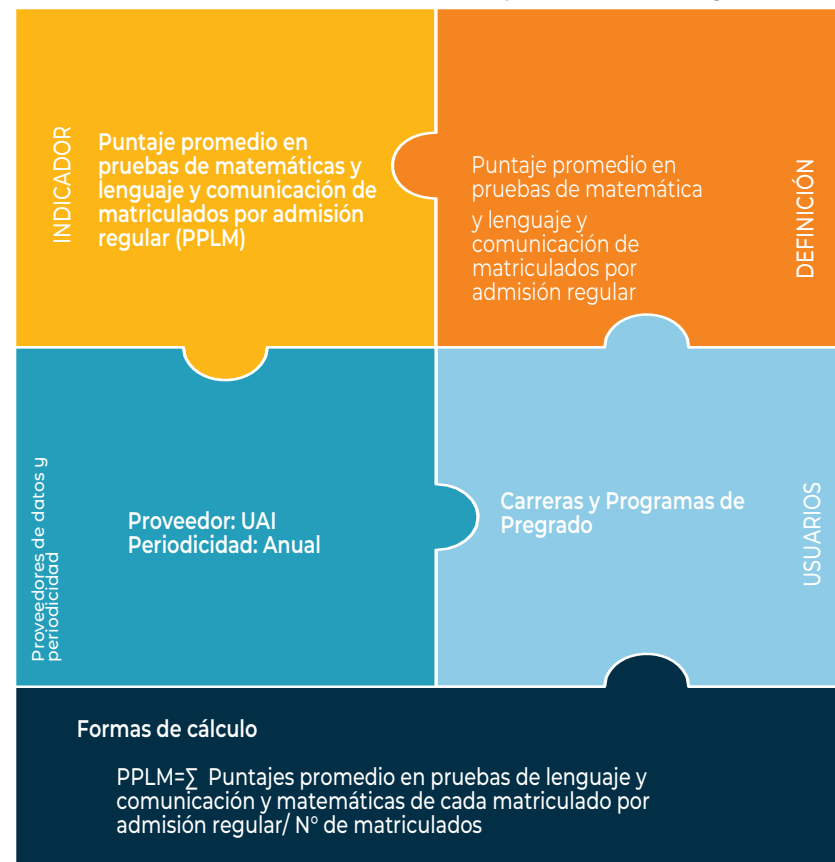 INDICADOR
Puntaje promedio en
pruebas de matemáticas y
lenguaje y comunicación de
matriculados por admisión
regular (PPLM)
Puntaje promedio en
pruebas de matemática
y lenguaje y
comunicación de
matriculados por
admisión regular
DEFINICIÓN
Proveedores de datos y
periodicidad
Proveedor: UAI
Periodicidad: Anual
Carreras y Programas de
Pregrado
USUARIOS
Formas de cálculo
PPLM=∑ Puntajes promedio en pruebas de lenguaje y
comunicación y matemáticas de cada matriculado por
admisión regular/ N° de matriculados